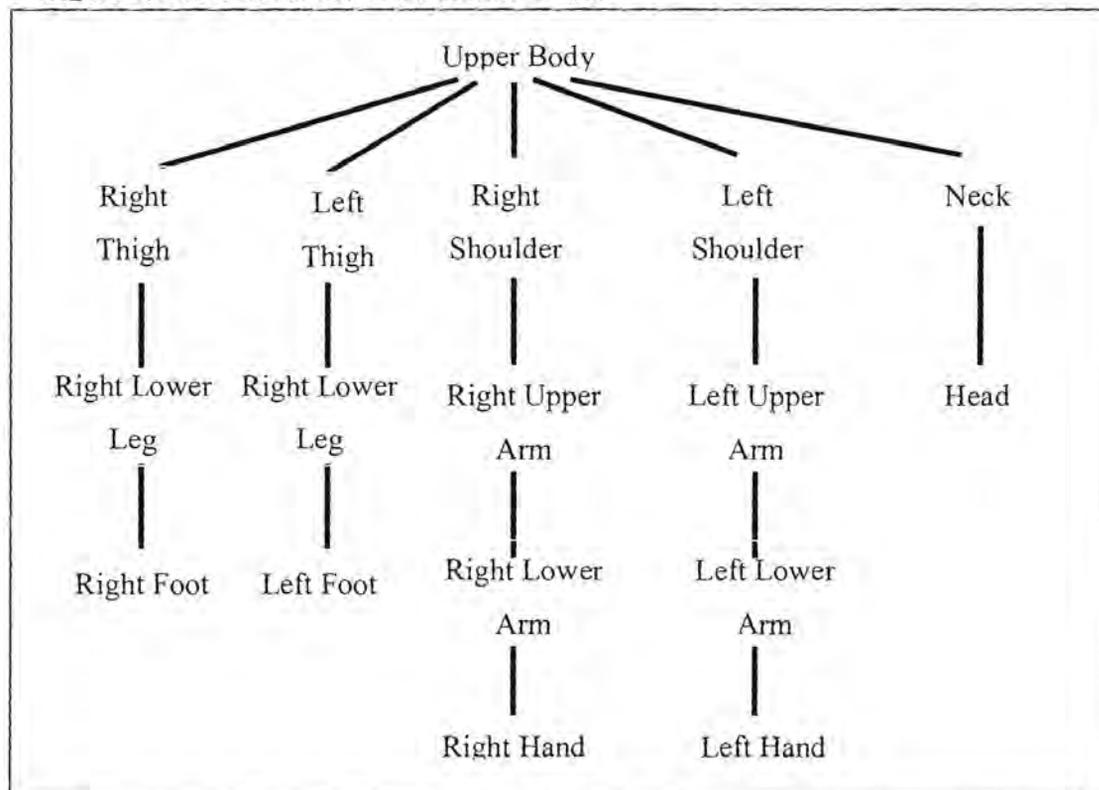 Upper Body
Right Left Right Left Neck
Thigh Thigh Shoulder Shoulder
Right Lower Right Lower Right Upper Left Upper Head
Leg Leg Arm Arm
Right Foot Left Foot Right Lower Left Lower
Arm Arm
Right Hand Left Hand